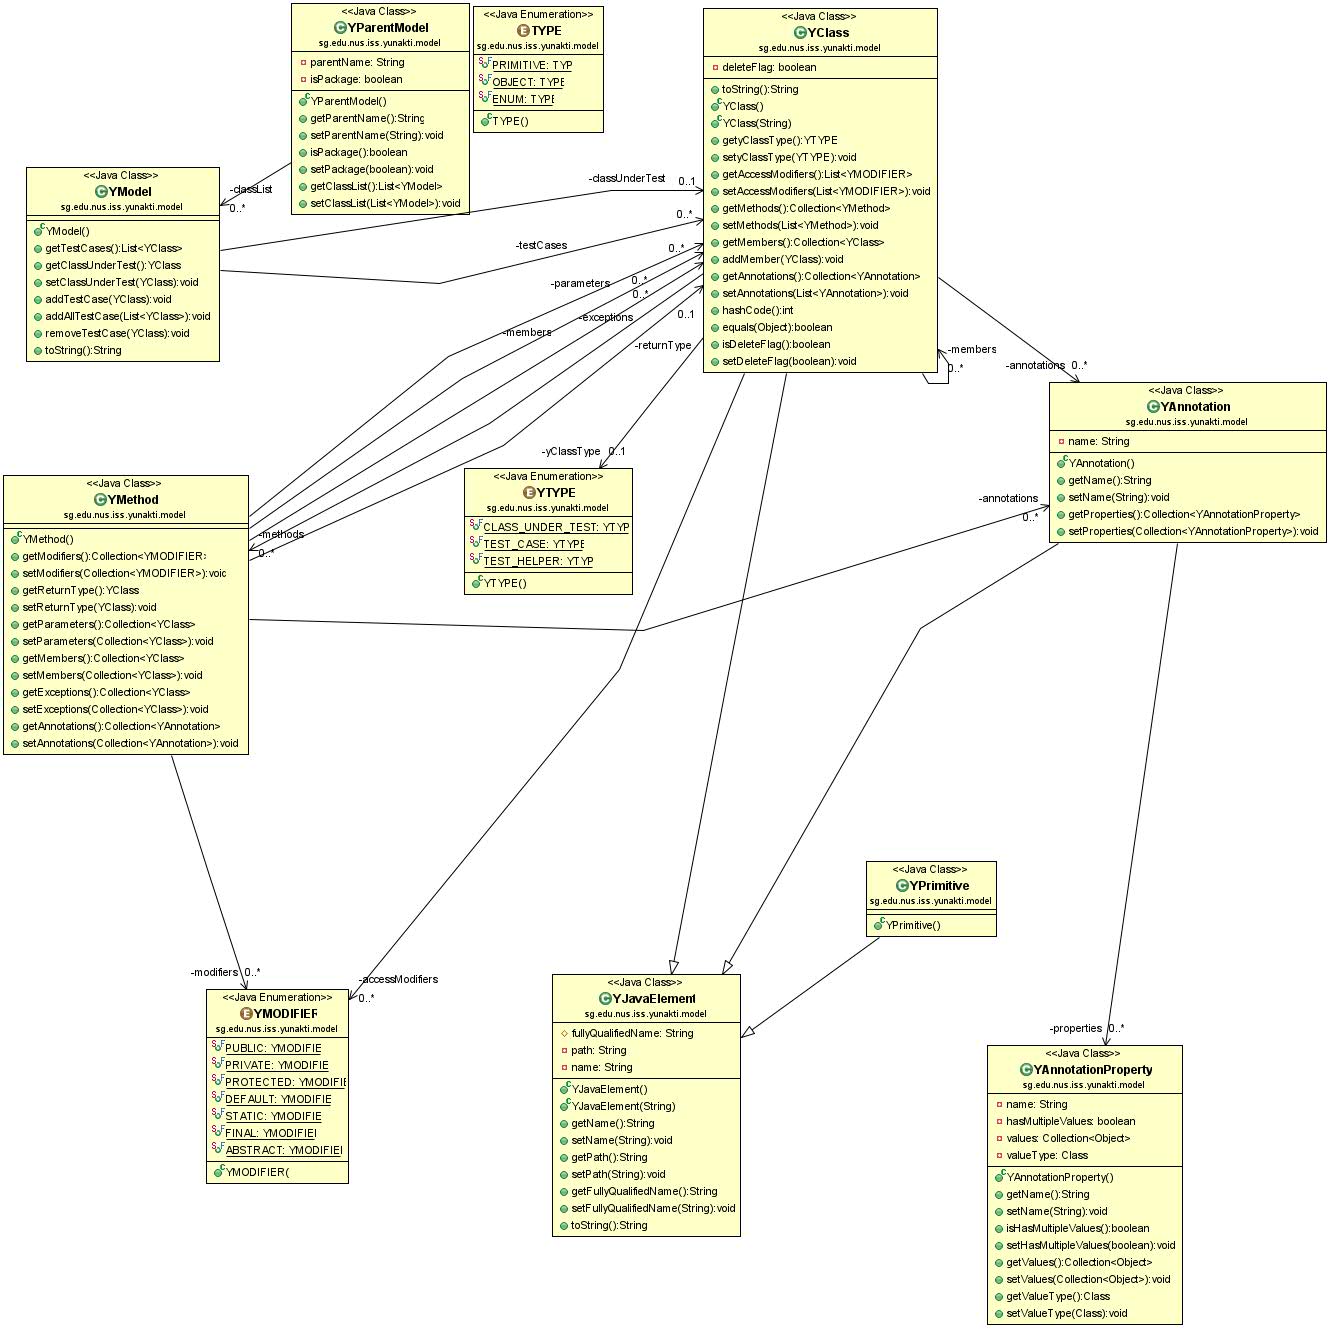 <<Java Class>>
YParentModel
sg.edu.nus.iss.yunakti.model
parentName: String
isPackage: boolean
YParentModel()
getParentName():String
setParentName(String):void
isPackage():boolean
setPackage(boolean):void
getClassList():List<YModel>
setClassList(List<YModel>):void
<<Java Enumeration>>
TYPE
sg.edu.nus.iss.yunakti.model
PRIMITIVE: TYP
OBJECT: TYPE
ENUM: TYPE
TYPE()
<<Java Class>>
YClass
sg.edu.nus.iss.yunakti.model
deleteFlag: boolean
toString():String
YClass()
YClass(String)
getyClassType():YTYPE
setyClassType(YTYPE):void
getAccessModifiers():List<YMODIFIER>
setAccessModifiers(List<YMODIFIER>):void
getMethods():Collection<YMethod>
setMethods(List<YMethod>):void
getMembers():Collection<YClass>
addMember(YClass):void
getAnnotations():Collection<YAnnotation>
setAnnotations(List<YAnnotation>):void
hashCode():int
equals(Object):boolean
isDeleteFlag():boolean
setDeleteFlag(boolean):void
<<Java Class>>
YModel
sg.edu.nus.iss.yunakti.model
YModel()
getTestCases():List<YClass>
getClassUnderTest():YClass
setClassUnderTest(YClass):void
addTestCase(YClass):void
addAllTestCase(List<YClass>):void
removeTestCase(YClass):void
toString():String
-classList
0..*
-classUnderTest
0..1
-testCases
0..*
-parameters
0..*
-members
0..*
-exceptions
0..*
-returnType
0..1
-methods
0..*
-members
0..*
-annotations 0..*
-yClassType 0..1
<<Java Class>>
YAnnotation
sg.edu.nus.iss.yunakti.model
name: String
YAnnotation()
getName():String
setName(String):void
getProperties():Collection<YAnnotationProperty>
setProperties(Collection<YAnnotationProperty>):void
<<Java Class>>
YMethod
sg.edu.nus.iss.yunakti.model
YMethod()
getModifiers():Collection<YMODIFIER>
setModifiers(Collection<YMODIFIER>):void
getReturnType():YClass
setReturnType(YClass):void
getParameters():Collection<YClass>
setParameters(Collection<YClass>):void
getMembers():Collection<YClass>
setMembers(Collection<YClass>):void
getExceptions():Collection<YClass>
setExceptions(Collection<YClass>):void
getAnnotations():Collection<YAnnotation>
setAnnotations(Collection<YAnnotation>):void
<<Java Enumeration>>
YTYPE
sg.edu.nus.iss.yunakti.model
CLASS_UNDER_TEST: YTYP
TEST_CASE: YTYPE
TEST_HELPER: YTYP
YTYPE()
-annotations
0..*
<<Java Class>>
YPrimitive
sg.edu.nus.iss.yunakti.model
YPrimitive()
-modifiers 0..*
-accessModifiers
0..*
<<Java Enumeration>>
YMODIFIER
sg.edu.nus.iss.yunakti.model
PUBLIC: YMODIFIE
PRIVATE: YMODIFIE
PROTECTED: YMODIFIE
DEFAULT: YMODIFIE
STATIC: YMODIFIE
FINAL: YMODIFIEI
ABSTRACT: YMODIFIEI
YMODIFIER(
<<Java Class>>
YJavaElement
sg.edu.nus.iss.yunakti.model
fullyQualifiedName: String
path: String
name: String
YJavaElement()
YJavaElement(String)
getName():String
setName(String):void
getPath():String
setPath(String):void
getFullyQualifiedName():String
setFullyQualifiedName(String):void
toString():String
-properties 0..*
<<Java Class>>
YAnnotationProperty
sg.edu.nus.iss.yunakti.model
name: String
hasMultipleValues: boolean
values: Collection<Object>
valueType: Class
YAnnotationProperty()
getName():String
setName(String):void
isHasMultipleValues():boolean
setHasMultipleValues(boolean):void
getValues():Collection<Object>
setValues(Collection<Object>):void
getValueType():Class
setValueType(Class):void